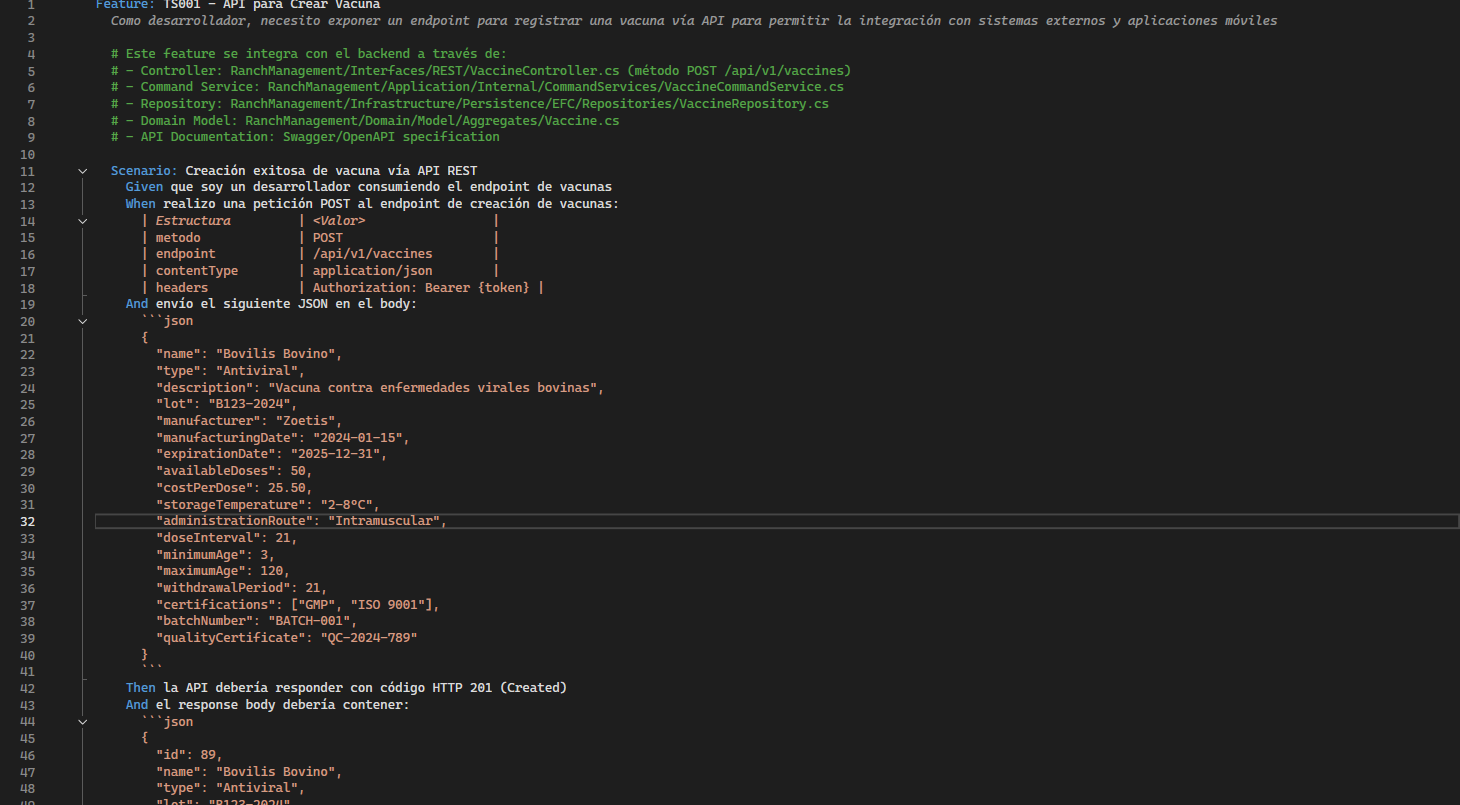 1 Feature: TS001 - API para Crear Vacuna
2 Como desarrollador, necesito exponer un endpoint para registrar una vacuna vía API para permitir la integración con sistemas externos y aplicaciones móviles
3
4 # Este feature se integra con el backend a través de:
5 # - Controller: RanchManagement/Interfaces/REST/VaccineController.cs (método POST /api/v1/vaccines)
6 # - Command Service: RanchManagement/Application/Internal/CommandServices/VaccineCommandService.cs
7 # - Repository: RanchManagement/Infrastructure/Persistence/EFC/Repositories/VaccineRepository.cs
8 # - Domain Model: RanchManagement/Domain/Model/Aggregates/Vaccine.cs
9 # - API Documentation: Swagger/OpenAPI specification
10
11 Scenario: Creación exitosa de vacuna vía API REST
12 Given que soy un desarrollador consumiendo el endpoint de vacunas
13 When realizo una petición POST al endpoint de creación de vacunas:
14 | Estructura | <Valor> |
15 | metodo | POST |
16 | endpoint | /api/v1/vaccines |
17 | contentType | application/json |
18 | headers | Authorization: Bearer {token} |
19 And envío el siguiente JSON en el body:
20 ```json
21 {
22 "name": "Bovilis Bovino",
23 "type": "Antiviral",
24 "description": "Vacuna contra enfermedades virales bovinas",
25 "lot": "B123-2024",
26 "manufacturer": "Zoetis",
27 "manufacturingDate": "2024-01-15",
28 "expirationDate": "2025-12-31",
29 "availableDoses": 50,
30 "costPerDose": 25.50,
31 "storageTemperature": "2-8°C",
32 "administrationRoute": "Intramuscular",
33 "doseInterval": 21,
34 "minimumAge": 3,
35 "maximumAge": 120,
36 "withdrawalPeriod": 21,
37 "certifications": ["GMP", "ISO 9001"],
38 "batchNumber": "BATCH-001",
39 "qualityCertificate": "QC-2024-789"
40 }
41 ```
42 Then la API debería responder con código HTTP 201 (Created)
43 And el response body debería contener:
44 ```json
45 {
46 "id": 89,
47 "name": "Bovilis Bovino",
48 "type": "Antiviral",
49 "lot": "B123-2024",